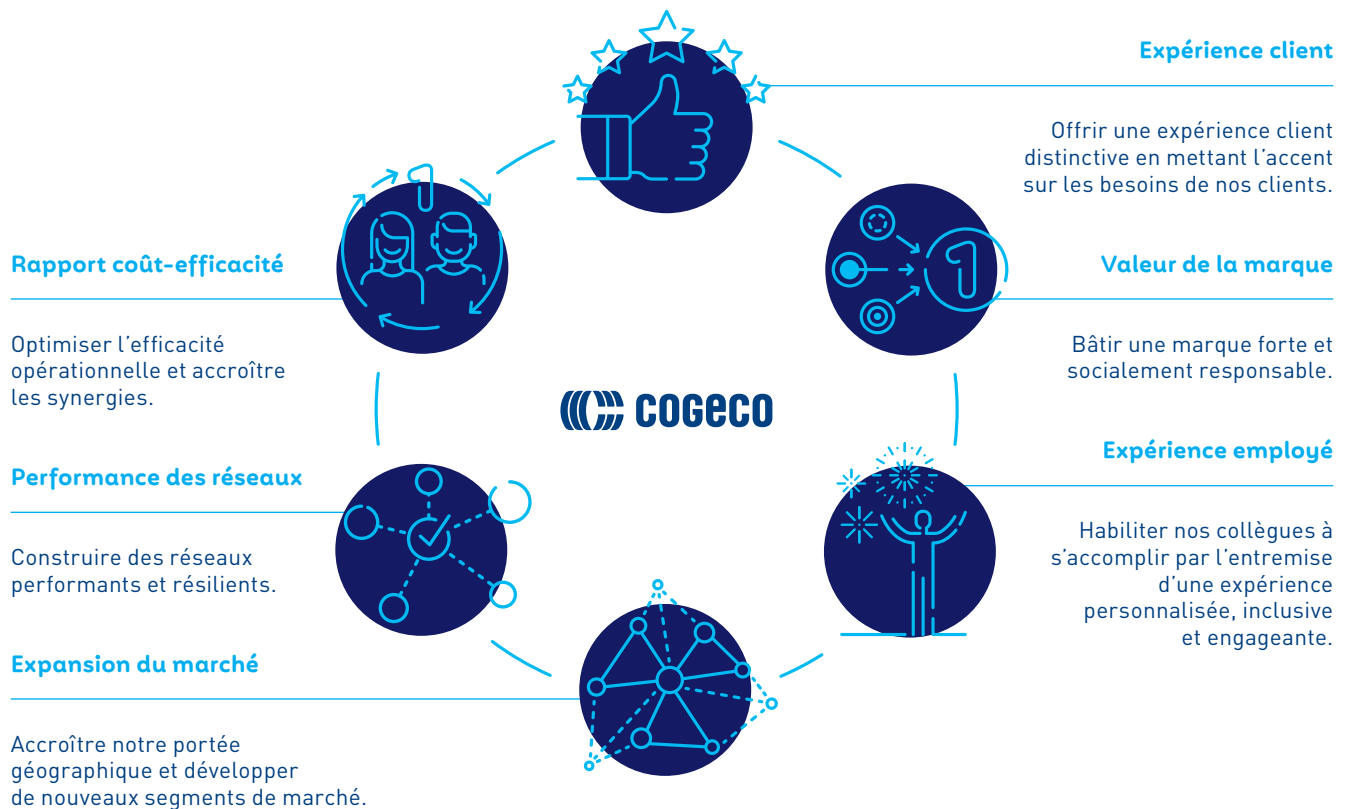 Expérience client
Offrir une expérience client
distinctive en mettant l'accent
sur les besoins de nos clients.
Valeur de la marque
Bâtir une marque forte et
socialement responsable.
Expérience employé
Habiliter nos collègues à
s'accomplir par l'entremise
d'une expérience
personnalisée, inclusive
et engageante.
Expansion du marché
Accroître notre portée
géographique et développer
de nouveaux segments de marché.
Performance des réseaux
Construire des réseaux
performants et résilients.
Rapport coût-efficacité
Optimiser l'efficacité
opérationnelle et accroître
les synergies.
1
1
COGECO